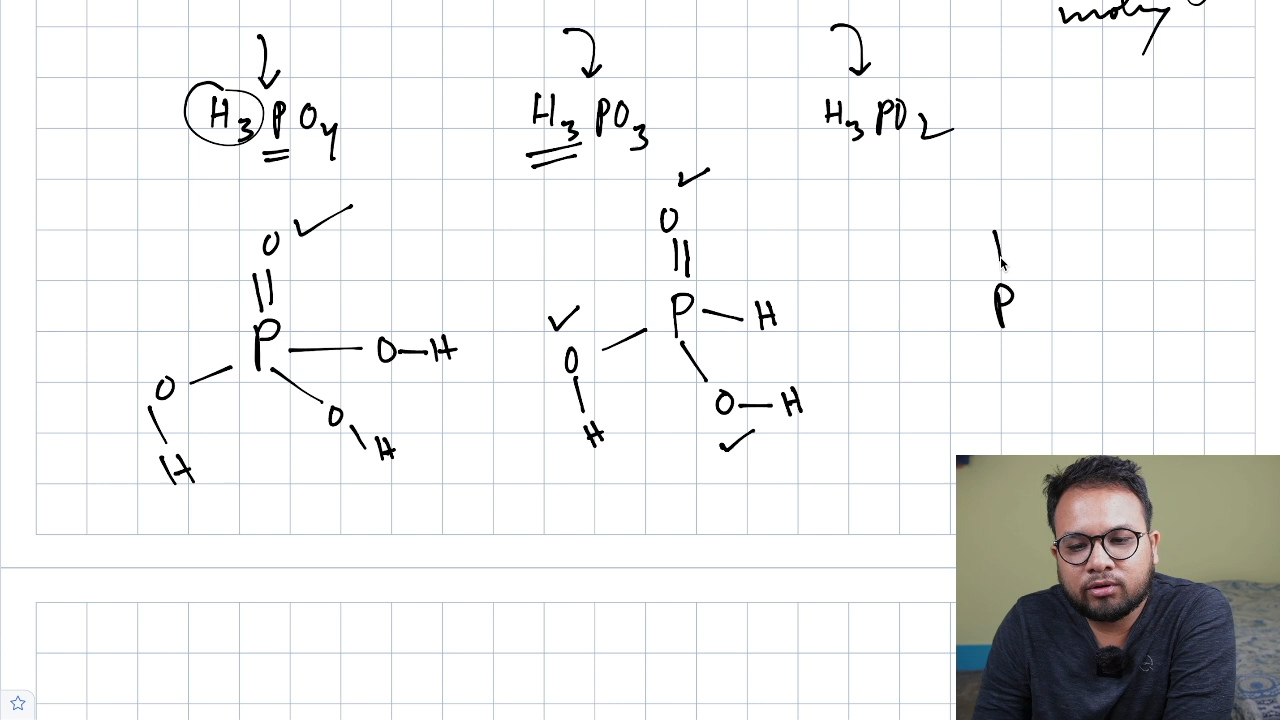 H3PO4 H3PO3 H3PO2
O O
P P H P
O O H O O H
O H
H H H